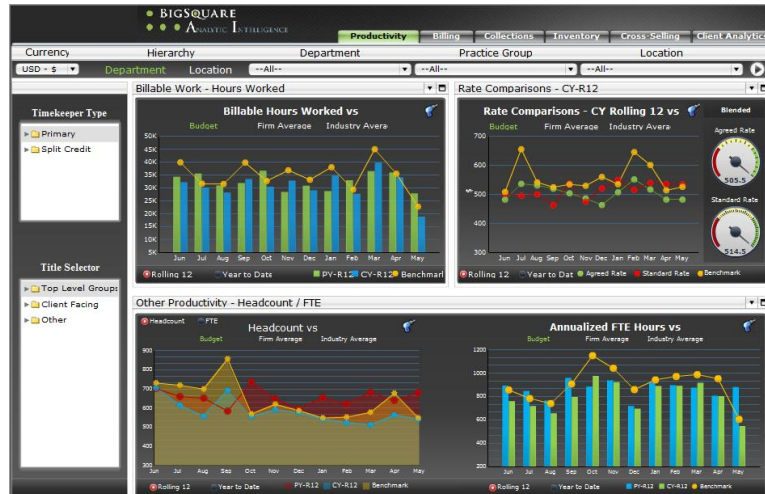 BIGSQUARE
ANALYTIC INTELLIGENCE
Productivity Billing Collections Inventory Cross-Selling Client Analytics
Currency Hierarchy Department Practice Group Location
USD - $ Department Location --All-- --All-- --All--
Billable Work - Hours Worked
Rate Comparisons - CY-R12
Timekeeper Type
Primary
Split Credit
Title Selector
Top Level Groups
Client Facing
Other
Billable Hours Worked vs
Budget Firm Average Industry Avera
50K
45K
40K
35K
30K
25K
20K
15K
10K
5K
Jun Jul Aug Sep Oct Nov Dec Jan Feb Mar Apr May
Rolling 12 Year to Date PY-R12 CY-R12 Benchmar
Rate Comparisons - CY Rolling 12 vs
Budget Firm Average Industry Avera
700
600
$
500
400
300
Jun Jul Aug Sep Oct Nov Dec Jan Feb Mar Apr May
Rolling 12 Year to Dat Agreed Rate Standard Rate Benchmark
Blended
Agreed Rate
505.5
Standard Rate
514.5
Other Productivity - Headcount / FTE
Headcount FTE
Headcount vs
Budget Firm Average Industry Average
900
800
700
600
500
400
300
Jun Jul Aug Sep Oct Nov Dec Jan Feb Mar Apr May
Rolling 12 Year to Date PY-R12 CY-R12 Benchmark
Annualized FTE Hours vs
Budget Firm Average Industry Average
1200
1000
800
600
400
200
Jun Jul Aug Sep Oct Nov Dec Jan Feb Mar Apr May
Rolling 12 Year to Date PY-R12 CY-R12 Benchmark